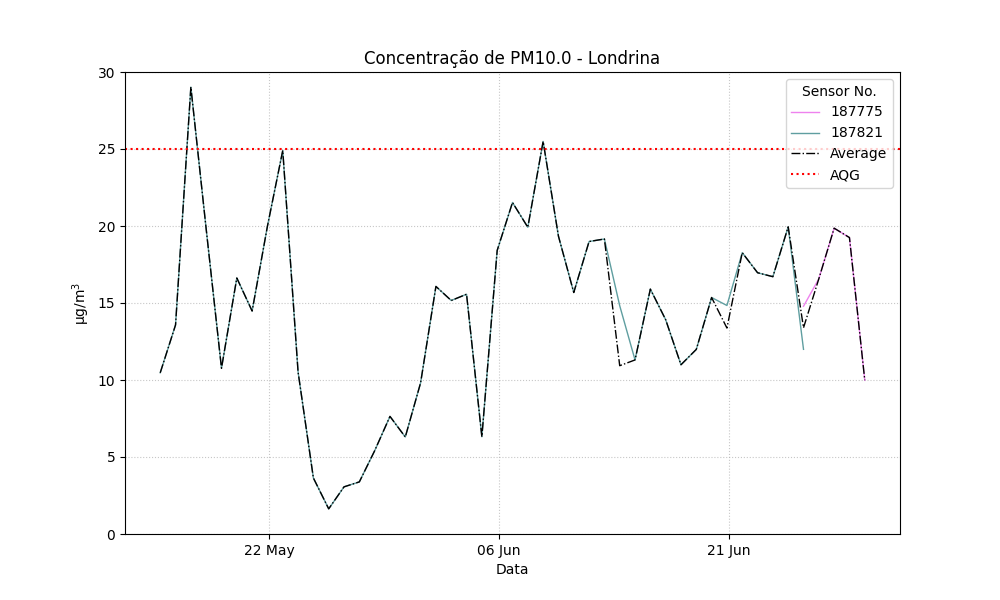 Concentração de PM10.0 - Londrina
30
25
20
15
10
5
0
µg/m³
22 May
06 Jun
21 Jun
Data
Sensor No.
187775
187821
Average
AQG